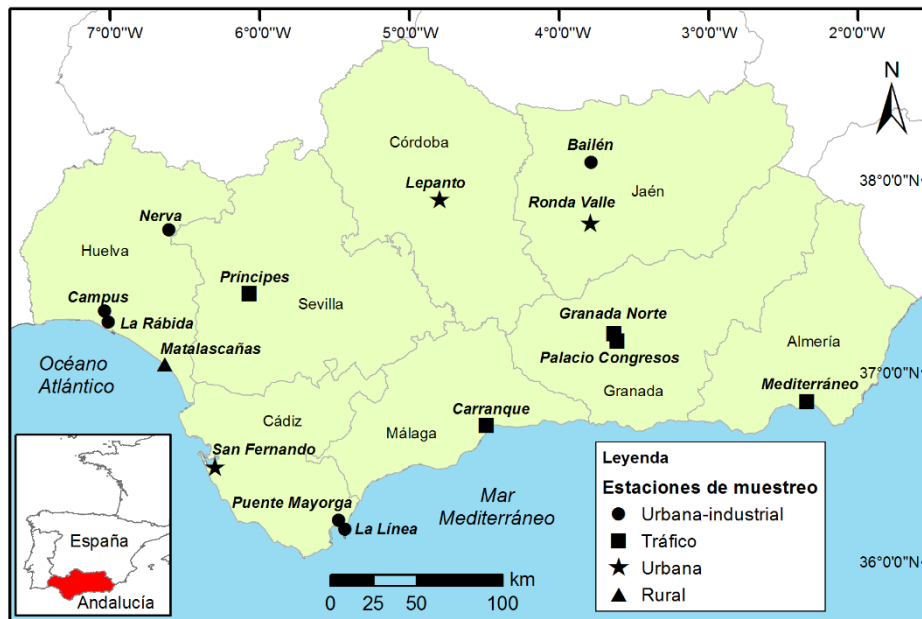 7°0'0"W
6°0'0"W
5°0'0"W
4°0'0"W
3°0'0"W
2°0'0"W
N
Córdoba
Bailén
38°0'0"N
Lepanto
Jaén
Ronda Valle
Nerva
Huelva
Príncipes
Sevilla
Campus
La Rábida
Granada Norte
Almería
Matalascañas
Palacio Congresos
Océano
Atlántico
37°0'0"N
Granada
Mediterráneo
Carranque
Cádiz
Málaga
San Fernando
Puente Mayorga
La Línea
Mar
Mediterráneo
36°0'0"N
km
0 25 50 100
España
Andalucía
Leyenda
Estaciones de muestreo
Urbana-industrial
Tráfico
Urbana
Rural